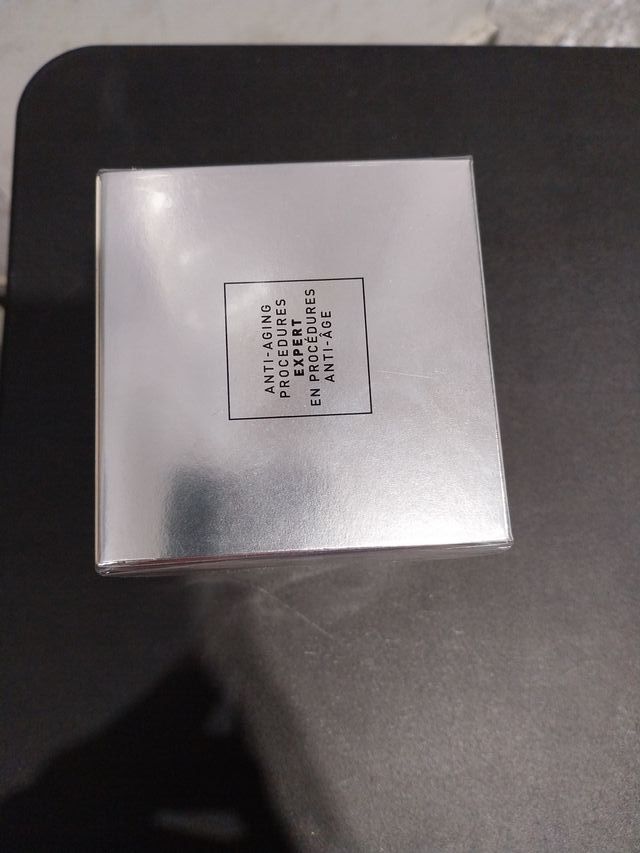 ANTI-AGING
PROCEDURES
EXPERT
EN PROCÉDURES
ANTI-ÂGE